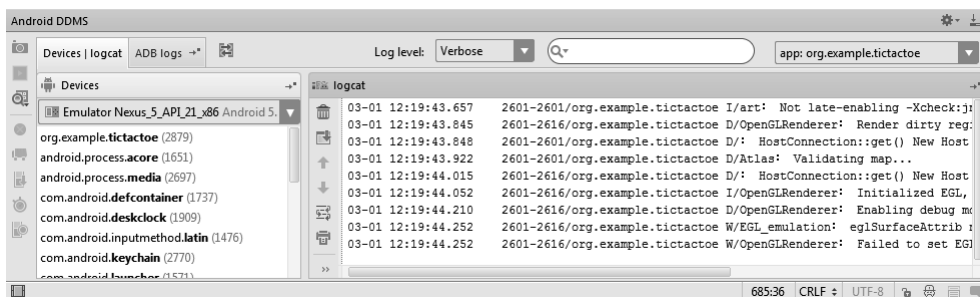 Android DDMS
Devices | logcat ADB logs Log level: Verbose app: org.example.tictactoe
Devices logcat
Emulator Nexus_5_API_21_x86 Android 5.
org.example.tictactoe (2879)
android.process.acore (1651)
android.process.media (2697)
com.android.defcontainer (1737)
com.android.deskclock (1909)
com.android.inputmethod.latin (1476)
com.android.keychain (2770)
com.android.launcher (1571)
03-01 12:19:43.657 2601-2601/org.example.tictactoe I/art: Not late-enabling -Xcheck:j
03-01 12:19:43.845 2601-2616/org.example.tictactoe D/OpenGLRenderer: Render dirty regi
03-01 12:19:43.848 2601-2601/org.example.tictactoe D/: HostConnection::get() New Host
03-01 12:19:43.922 2601-2601/org.example.tictactoe D/Atlas: Validating map...
03-01 12:19:44.015 2601-2616/org.example.tictactoe D/: HostConnection::get() New Host
03-01 12:19:44.052 2601-2616/org.example.tictactoe I/OpenGLRenderer: Initialized EGL,
03-01 12:19:44.210 2601-2616/org.example.tictactoe D/OpenGLRenderer: Enabling debug mo
03-01 12:19:44.252 2601-2616/org.example.tictactoe W/EGL_emulation: eglSurfaceAttrib
03-01 12:19:44.252 2601-2616/org.example.tictactoe W/OpenGLRenderer: Failed to set EGI
685:36 CRLF UTF-8